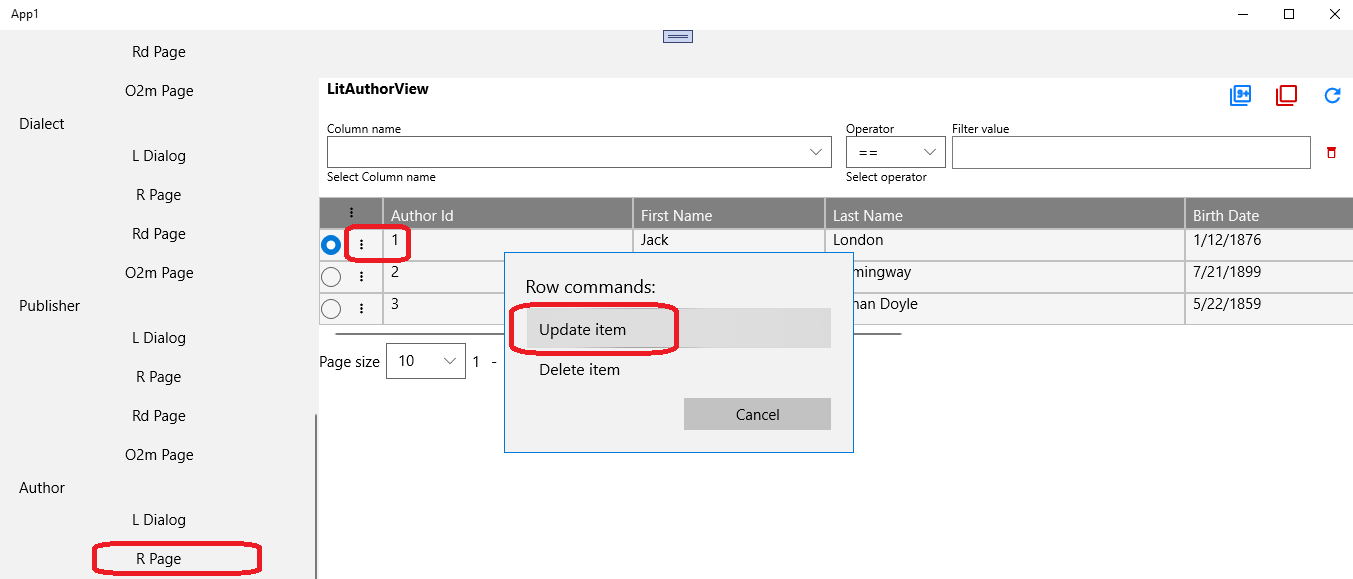 App1
Rd Page
O2m Page
Dialect
L Dialog
R Page
Rd Page
O2m Page
Publisher
L Dialog
R Page
Rd Page
O2m Page
Author
L Dialog
R Page
LitAuthorView
9+
Column name
Operator
Filter value
==
Select Column name
Select operator
Author Id First Name Last Name Birth Date
1 Jack London 1/12/1876
2 mingway 7/21/1899
3 nan Doyle 5/22/1859
Page size 10 1 -
Row commands:
Update item
Delete item
Cancel